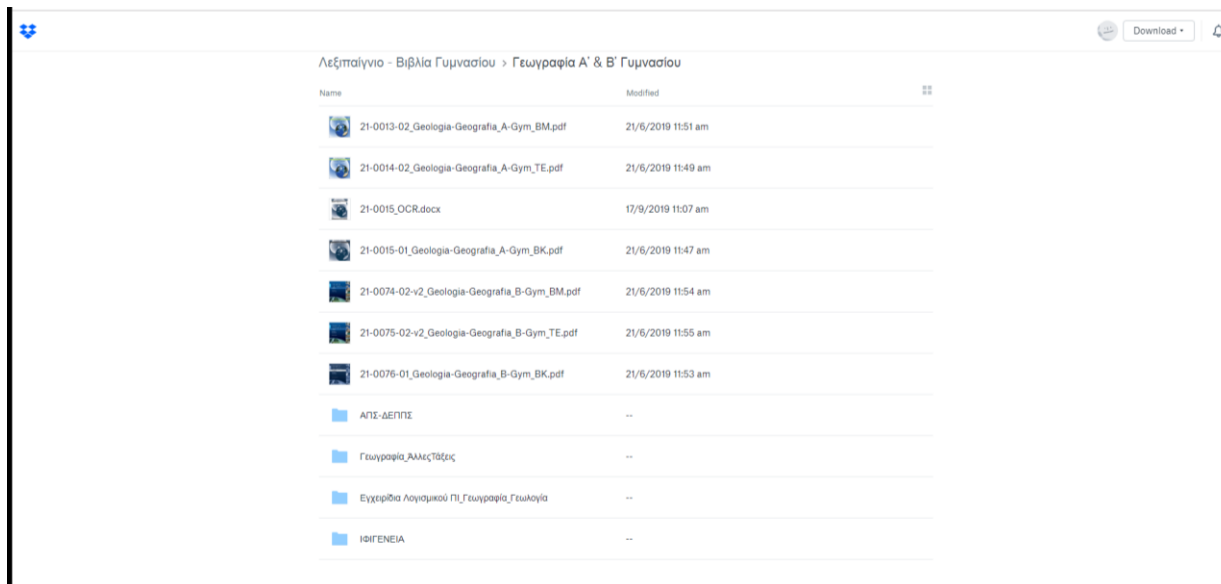 Download
Λεξιπαίγνιο - Βιβλία Γυμνασίου > Γεωγραφία Α΄ & Β΄ Γυμνασίου
Name Modified
21-0013-02_Geologia-Geografia_A-Gym_BM.pdf 21/6/2019 11:51 am
21-0014-02_Geologia-Geografia_A-Gym_TE.pdf 21/6/2019 11:49 am
21-0015_OCR.docx 17/9/2019 11:07 am
21-0015-01_Geologia-Geografia_A-Gym_BK.pdf 21/6/2019 11:47 am
21-0074-02-v2_Geologia-Geografia_B-Gym_BM.pdf 21/6/2019 11:54 am
21-0075-02-v2_Geologia-Geografia_B-Gym_TE.pdf 21/6/2019 11:55 am
21-0076-01_Geologia-Geografia_B-Gym_BK.pdf 21/6/2019 11:53 am
ΑΠΣ-ΔΕΠΠΣ --
Γεωγραφία_ΆλλεςΤάξεις --
Εγχειρίδια Λογισμικού ΠΙ_Γεωγραφία_Γεωλογία --
ΙΦΙΓΕΝΕΙΑ --